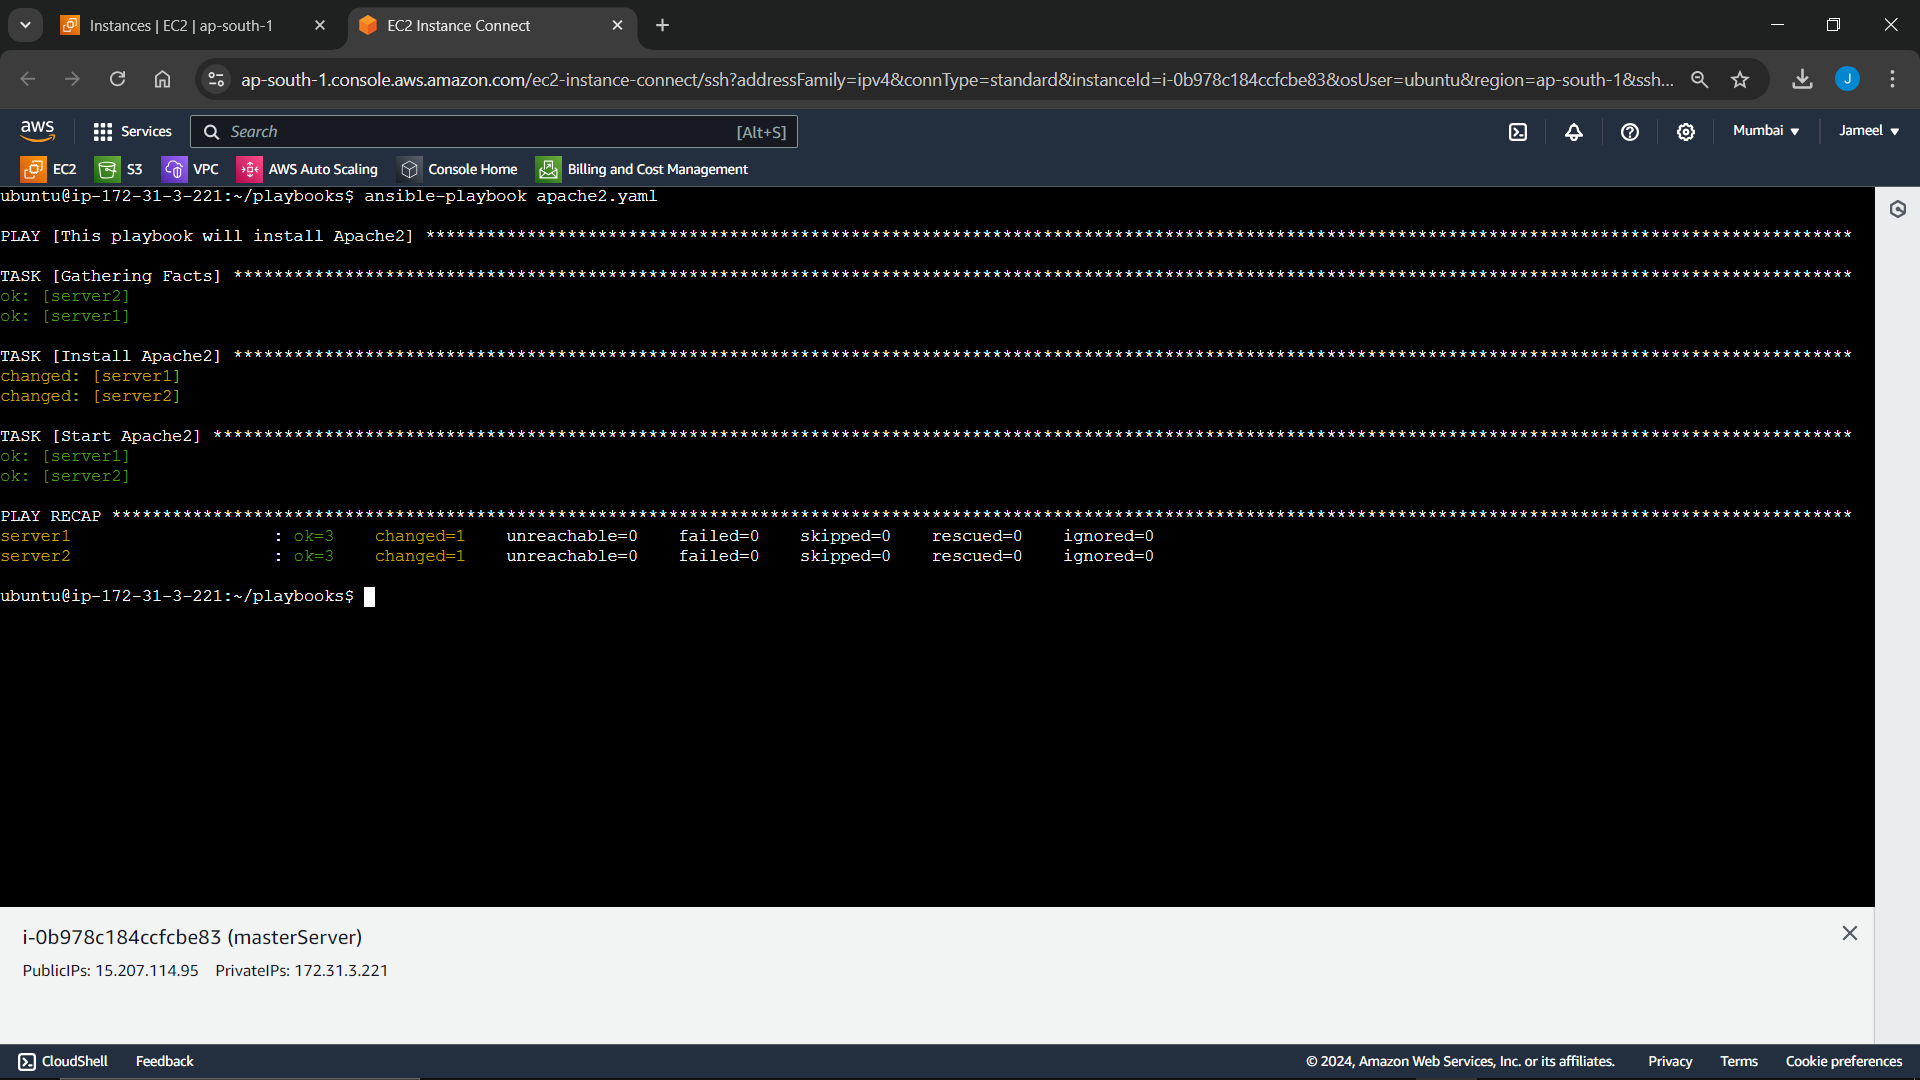 Instances | EC2 | ap-south-1
EC2 Instance Connect
ap-south-1.console.aws.amazon.com/ec2-instance-connect/ssh?addressFamily=ipv4&connType=standard&instanceId=i-0b978c184ccfcbe83&osUser=ubuntu&region=ap-south-1&ssh...
J
aws Services Search [Alt+S] Mumbai Jameel
EC2 S3 VPC AWS Auto Scaling Console Home Billing and Cost Management
ubuntu@ip-172-31-3-221:~/playbooks$ ansible-playbook apache2.yaml
PLAY [This playbook will install Apache2] *********************************************************************************************************************************************
TASK [Gathering Facts] ****************************************************************************************************************************************************************
ok: [server2]
ok: [server1]
TASK [Install Apache2] ****************************************************************************************************************************************************************
changed: [server1]
changed: [server2]
TASK [Start Apache2] ******************************************************************************************************************************************************************
ok: [server1]
ok: [server2]
PLAY RECAP ****************************************************************************************************************************************************************************
server1 : ok=3 changed=1 unreachable=0 failed=0 skipped=0 rescued=0 ignored=0
server2 : ok=3 changed=1 unreachable=0 failed=0 skipped=0 rescued=0 ignored=0
ubuntu@ip-172-31-3-221:~/playbooks$
i-0b978c184ccfcbe83 (masterServer)
PublicIPs: 15.207.114.95 PrivateIPs: 172.31.3.221
CloudShell Feedback © 2024, Amazon Web Services, Inc. or its affiliates. Privacy Terms Cookie preferences